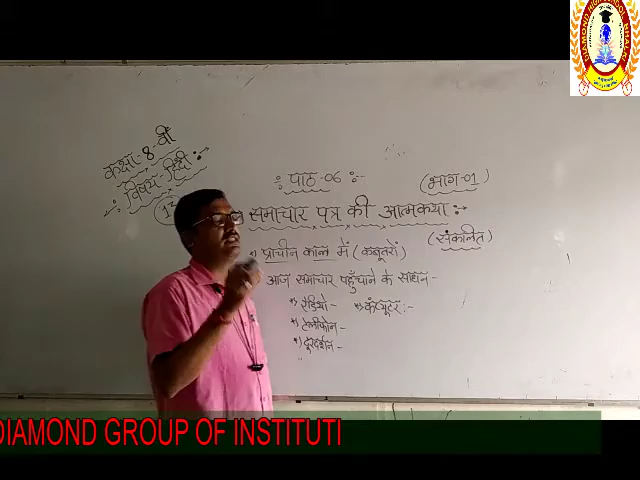 कक्षा - 8 वीं
विषय - हिंदी :-
:- पाठ - 06 :-
(भाग-01)
समाचार पत्र की आत्मकथा :-
(संकलित)
प्राचीन काल में (कबूतरों)
आज समाचार पहुँचाने के साधन -
रेडियो - कंप्यूटर :-
टेलीफोन -
दूरदर्शन -
DIAMOND GROUP OF INSTITUTI